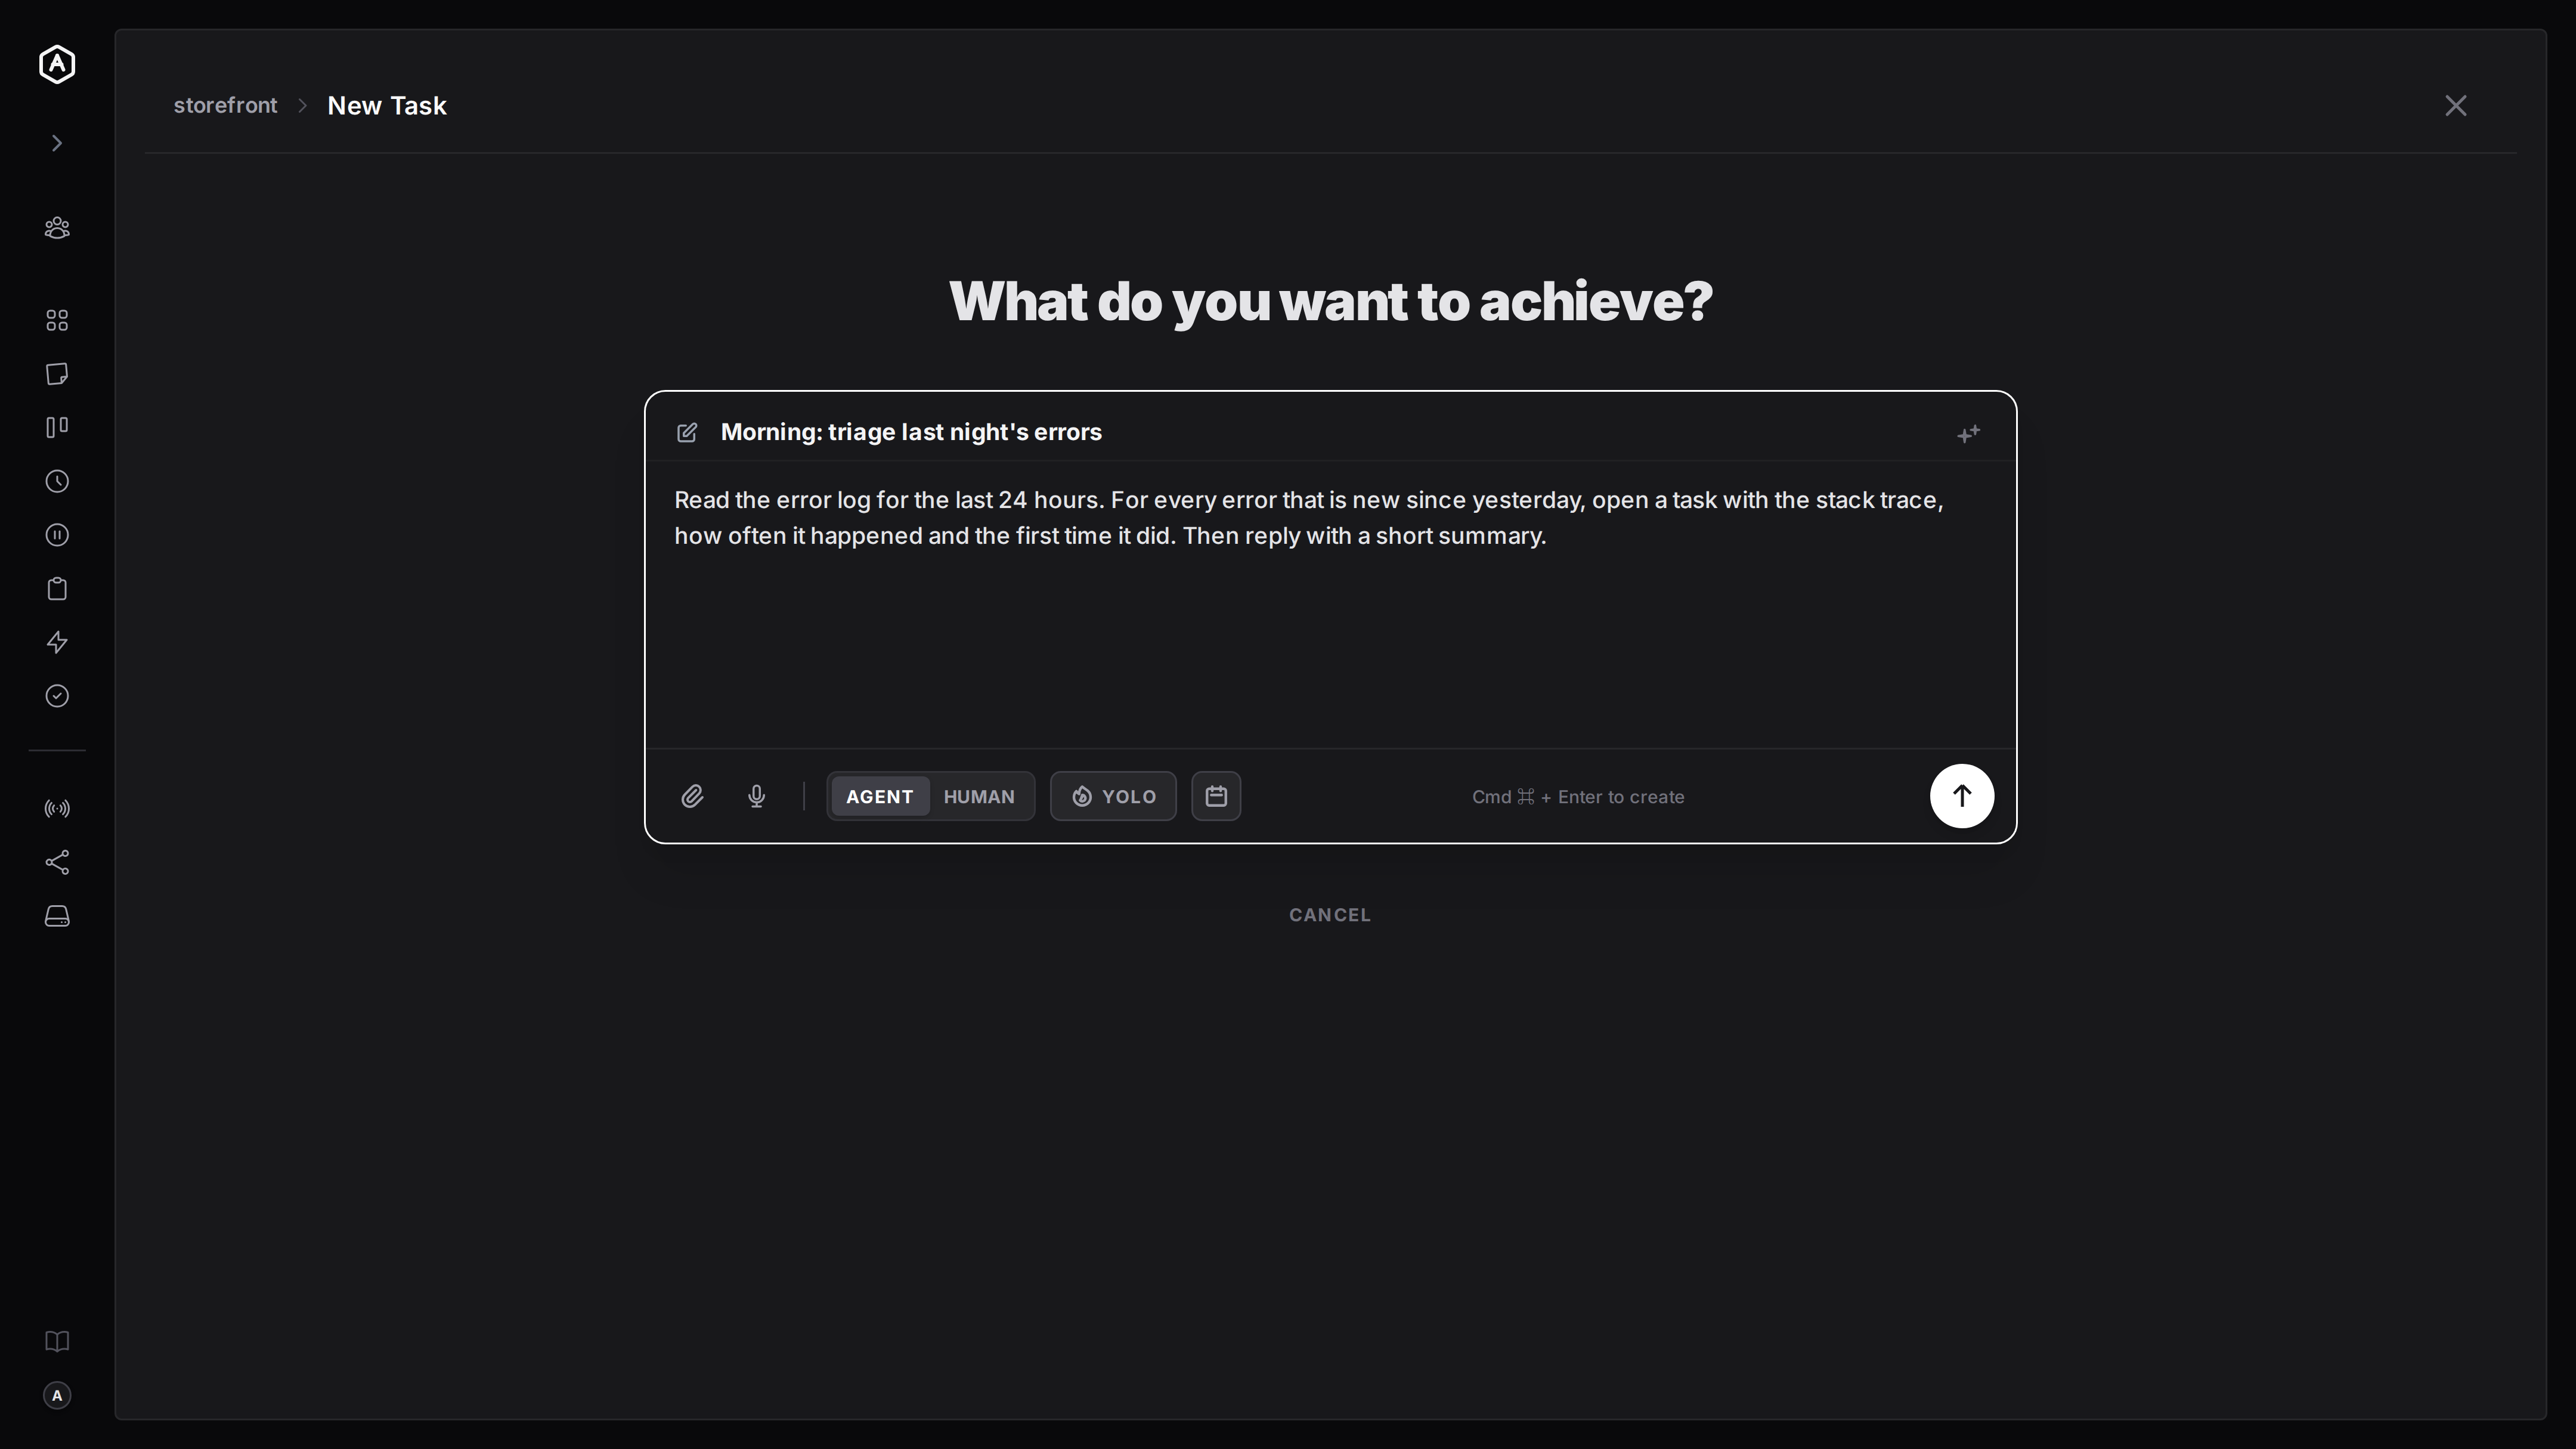 storefront > New Task
What do you want to achieve?
Morning: triage last night's errors
Read the error log for the last 24 hours. For every error that is new since yesterday, open a task with the stack trace,
how often it happened and the first time it did. Then reply with a short summary.
AGENT HUMAN YOLO Cmd ⌘ + Enter to create
CANCEL
A